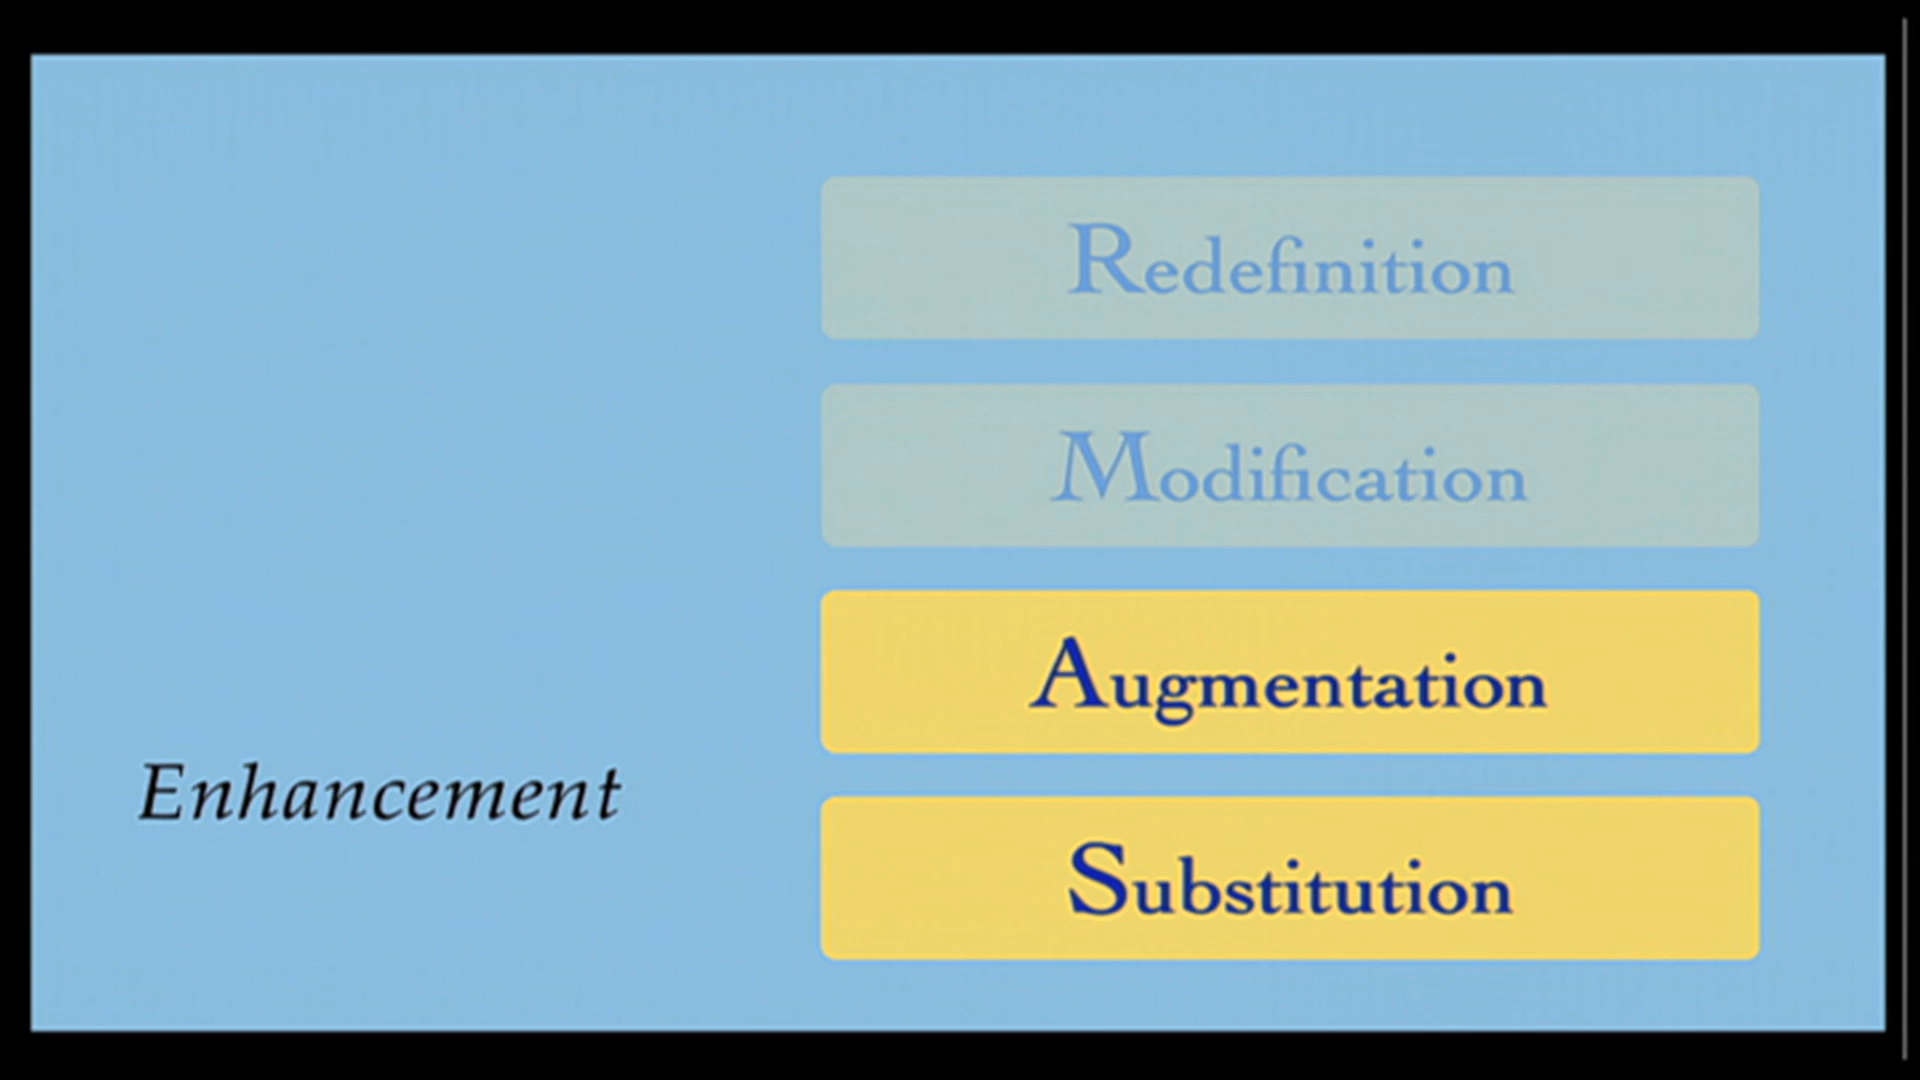 Redefinition
Modification
Augmentation
Enhancement
Substitution